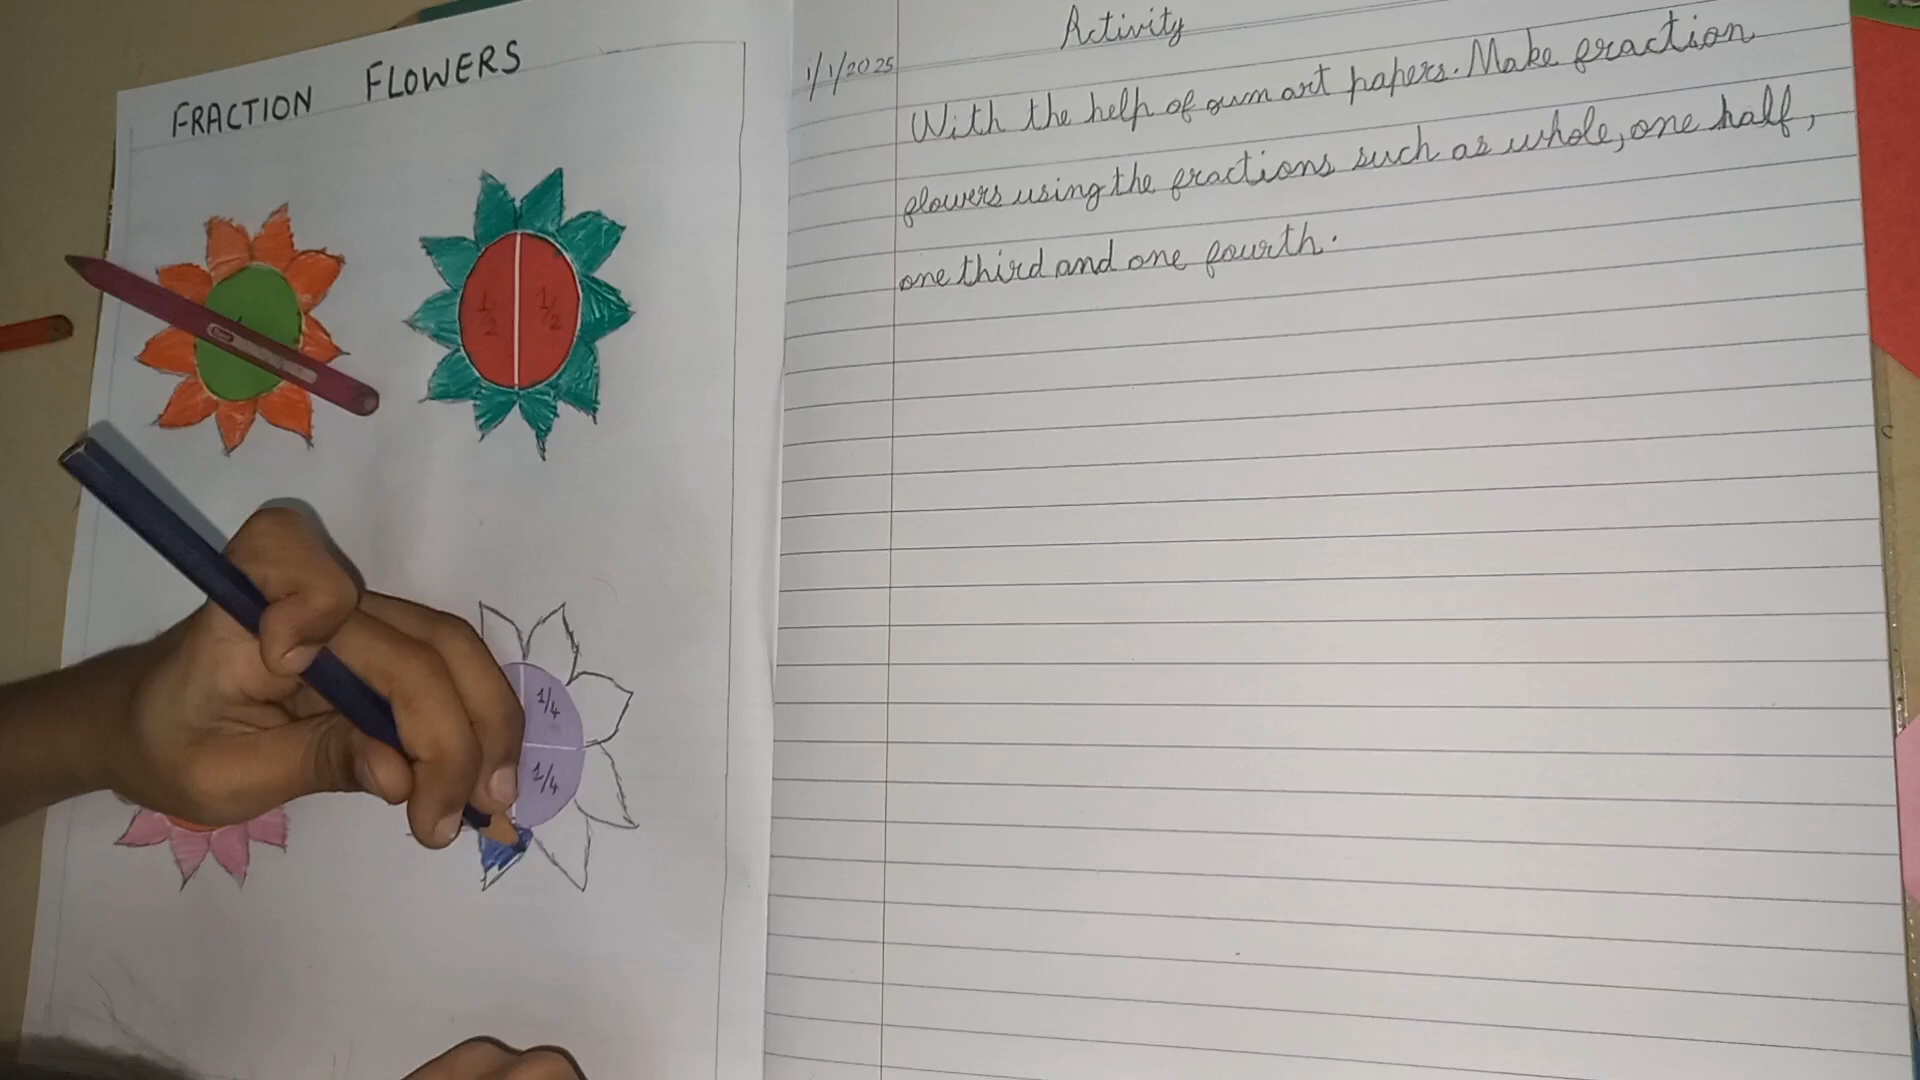 FRACTION FLOWERS
1/2 1/2
1/4
1/4
Activity
1/1/2025
With the help of gum art papers. Make fraction
flowers using the fractions such as whole, one half,
one third and one fourth.